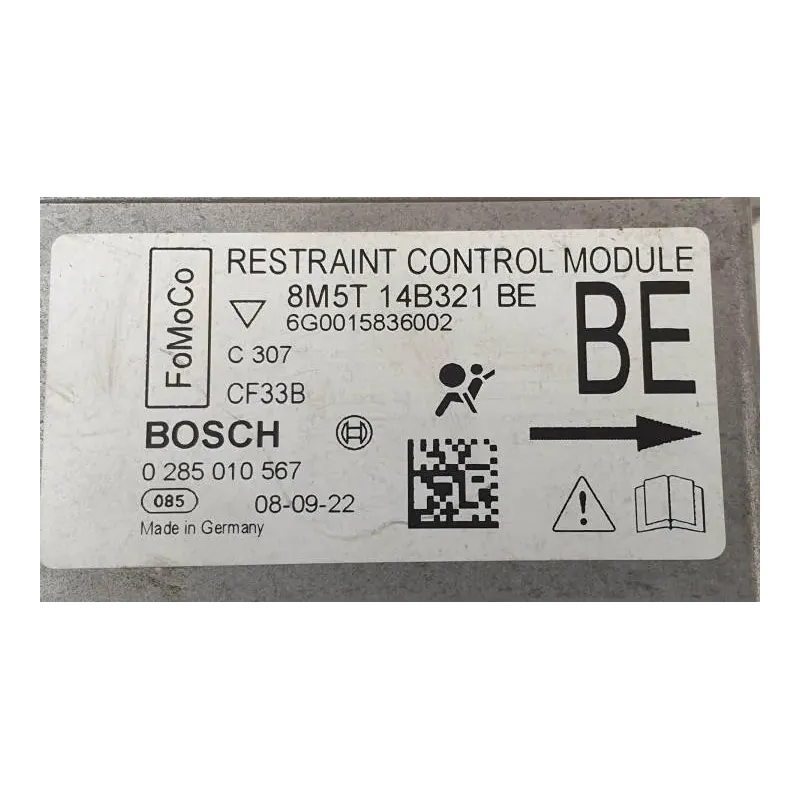 FoMoCo
RESTRAINT CONTROL MODULE
8M5T 14B321 BE
6G0015836002
BE
C 307
CF33B
BOSCH
0 285 010 567
085 08-09-22
Made in Germany